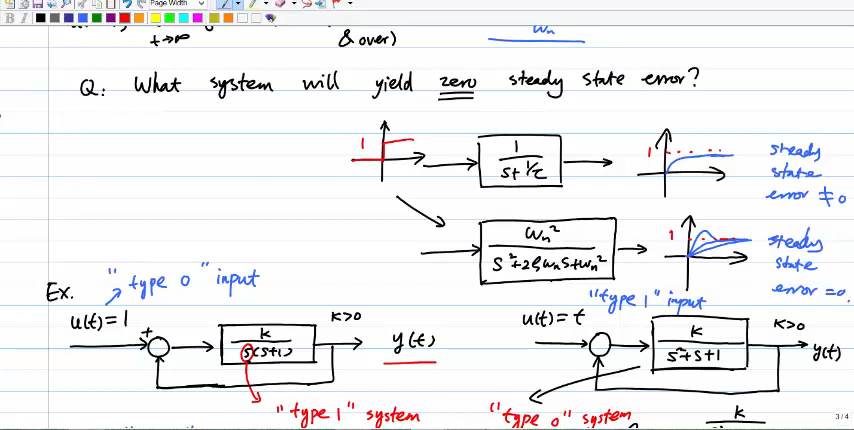 Page Width
B I
t→∞
& over)
ωn
Q: What system will yield zero steady state error?
1
1
s+1/τ
1
steady
state
error ≠ 0
ωn²
s²+2ζωns+ωn²
1
steady
state
error =0.
Ex.
"type 0" input
u(t)=1
+
k
s(s+1)
k>0
y(t)
"type 1" system
"type 1" input
u(t)=t
k
s²+s+1
k>0
y(t)
"type 0" system
k
3/4